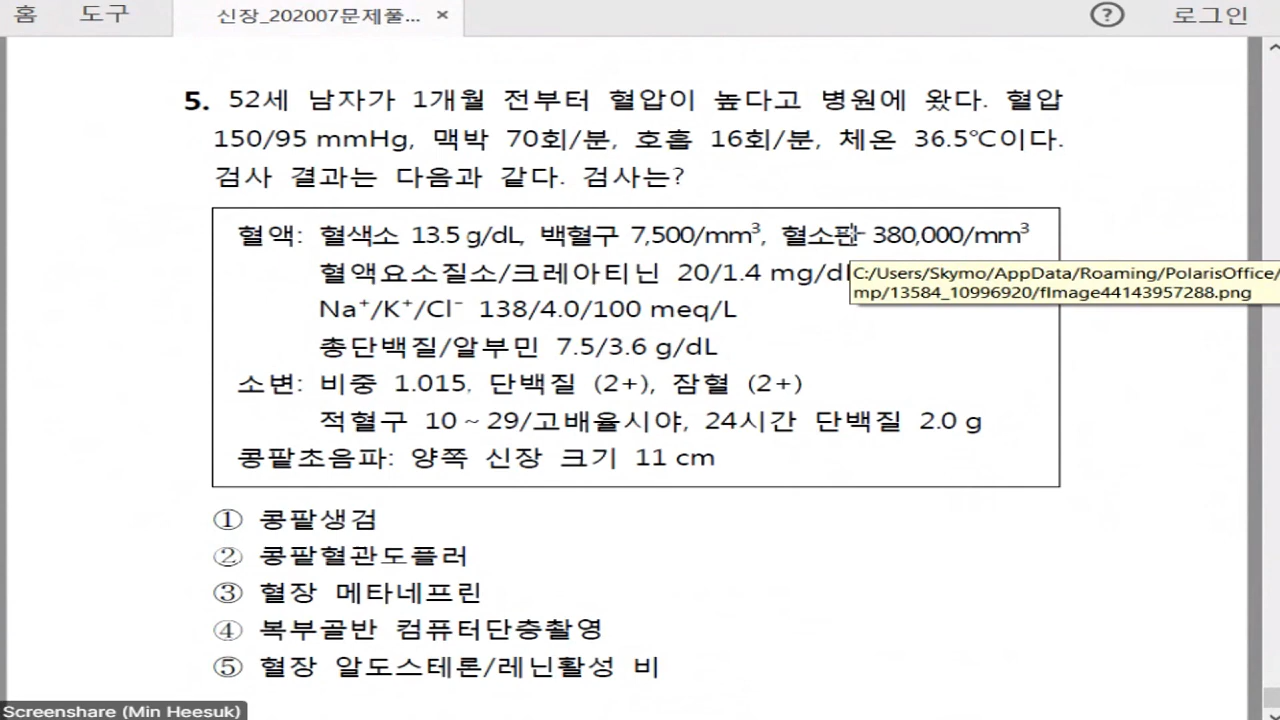 홈 도구 신장_202007문제풀... × ? 로그인
5. 52세 남자가 1개월 전부터 혈압이 높다고 병원에 왔다. 혈압
150/95 mmHg, 맥박 70회/분, 호흡 16회/분, 체온 36.5℃이다.
검사 결과는 다음과 같다. 검사는?
혈액: 혈색소 13.5 g/dL, 백혈구 7,500/mm³, 혈소판 380,000/mm³
혈액요소질소/크레아티닌 20/1.4 mg/dL
C:/Users/Skymo/AppData/Roaming/PolarisOffice/
mp/13584_10996920/fImage44143957288.png
Na⁺/K⁺/Cl⁻ 138/4.0/100 meq/L
총단백질/알부민 7.5/3.6 g/dL
소변: 비중 1.015, 단백질 (2+), 잠혈 (2+)
적혈구 10~29/고배율시야, 24시간 단백질 2.0 g
콩팥초음파: 양쪽 신장 크기 11 cm
① 콩팥생검
② 콩팥혈관도플러
③ 혈장 메타네프린
④ 복부골반 컴퓨터단층촬영
⑤ 혈장 알도스테론/레닌활성 비
Screenshare (Min Heesuk)